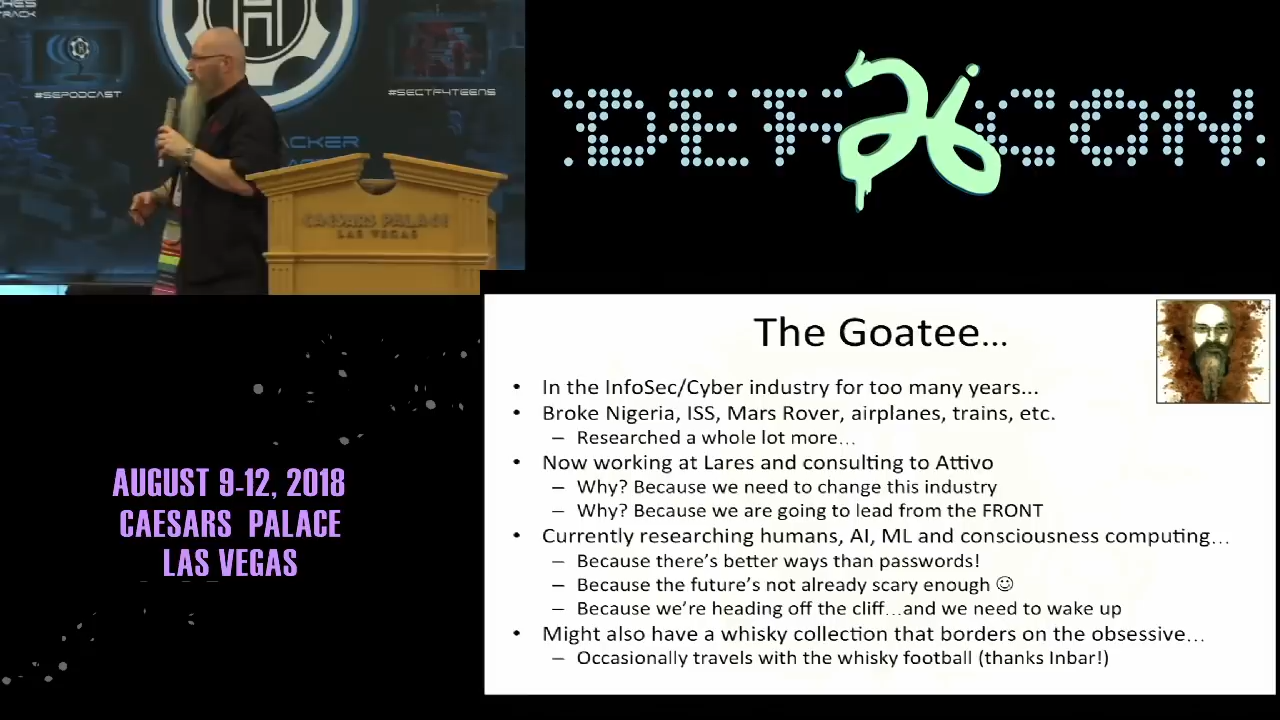 #SEPODCAST
#SECTF4TEENS
H
ACKER
CAESARS PALACE
LAS VEGAS
DEF 26 CON
The Goatee...
• In the InfoSec/Cyber industry for too many years...
• Broke Nigeria, ISS, Mars Rover, airplanes, trains, etc.
– Researched a whole lot more...
• Now working at Lares and consulting to Attivo
– Why? Because we need to change this industry
– Why? Because we are going to lead from the FRONT
• Currently researching humans, AI, ML and consciousness computing...
– Because there's better ways than passwords!
– Because the future's not already scary enough ☺
– Because we're heading off the cliff...and we need to wake up
• Might also have a whisky collection that borders on the obsessive...
– Occasionally travels with the whisky football (thanks Inbar!)
AUGUST 9-12, 2018
CAESARS PALACE
LAS VEGAS